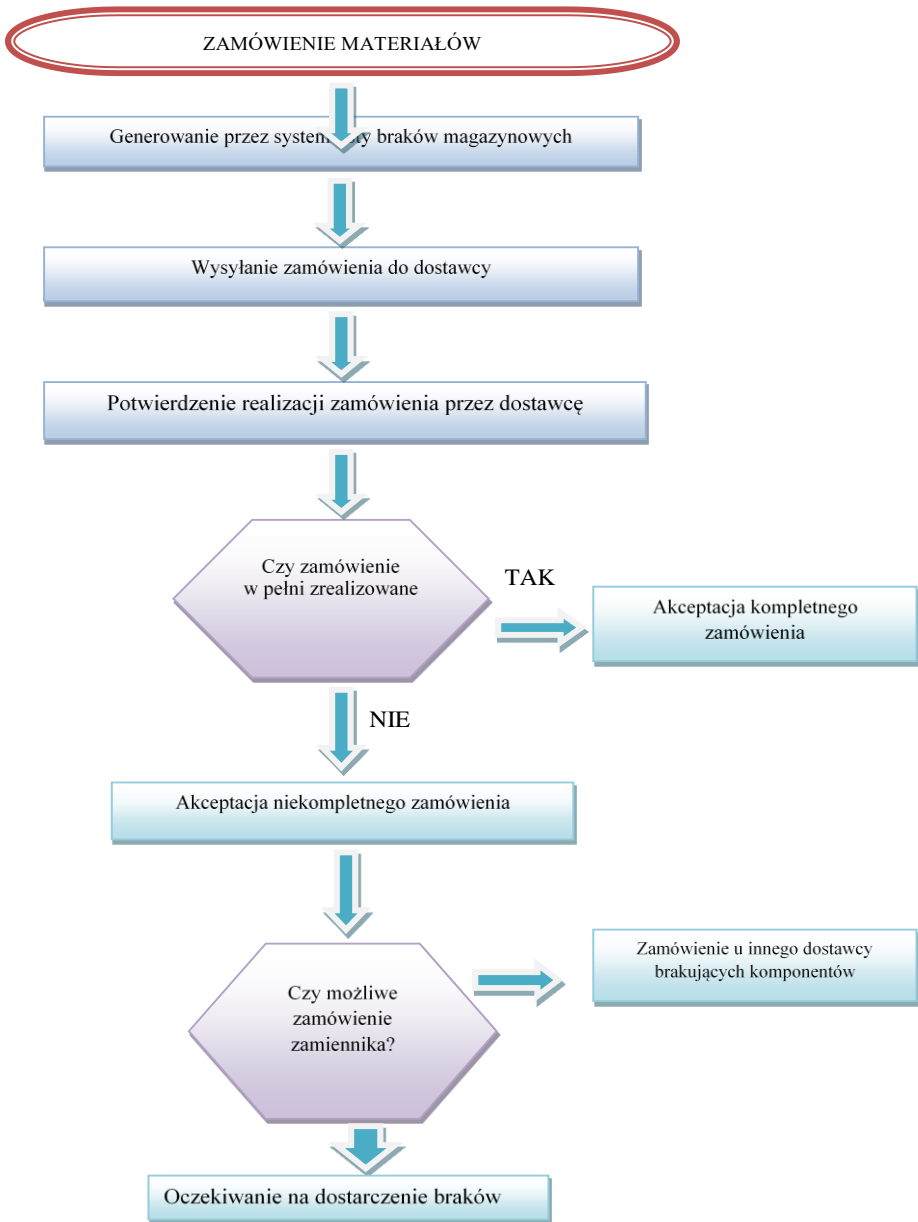 ZAMÓWIENIE MATERIAŁÓW
Generowanie przez system braków magazynowych
Wysyłanie zamówienia do dostawcy
Potwierdzenie realizacji zamówienia przez dostawcę
Czy zamówienie
w pełni zrealizowane
TAK
Akceptacja kompletnego
zamówienia
NIE
Akceptacja niekompletnego zamówienia
Zamówienie u innego dostawcy
brakujących komponentów
Czy możliwe
zamówienie
zamiennika?
Oczekiwanie na dostarczenie braków